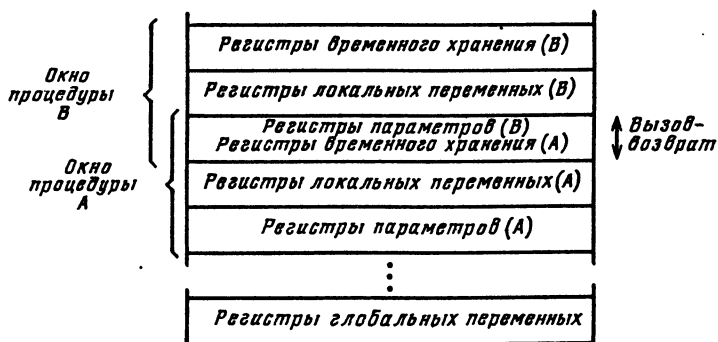 Регистры временного хранения (B)
Окно
процедуры
B
Регистры локальных переменных (B)
Регистры параметров (B)
Регистры временного хранения (A)
Вызов-
возврат
Окно
процедуры
A
Регистры локальных переменных (A)
Регистры параметров (A)
Регистры глобальных переменных